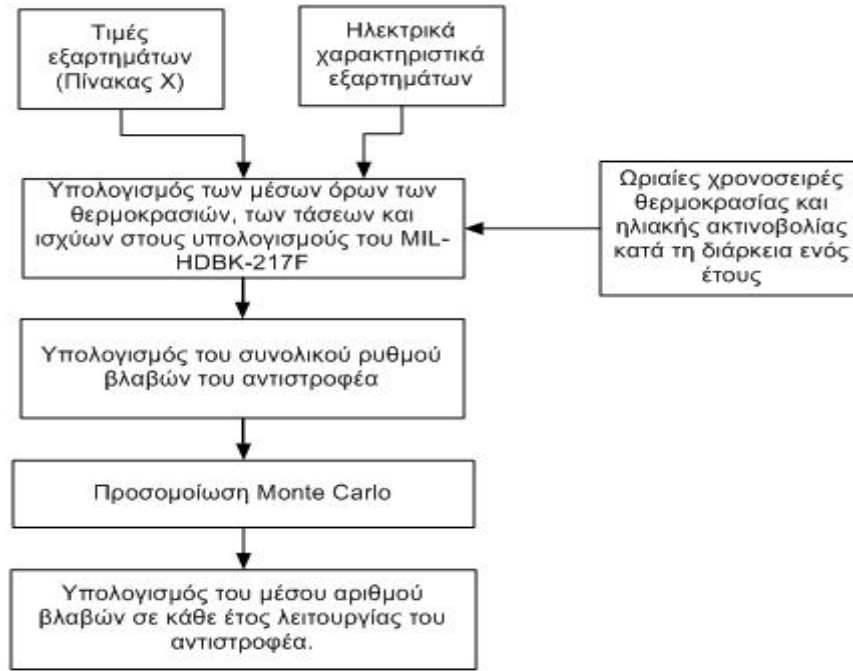 Τιμές
εξαρτημάτων
(Πίνακας Χ)
Ηλεκτρικά
χαρακτηριστικά
εξαρτημάτων
Υπολογισμός των μέσων όρων των
θερμοκρασιών, των τάσεων και
ισχύων στους υπολογισμούς του MIL-
HDBK-217F
Ωριαίες χρονοσειρές
θερμοκρασίας και
ηλιακής ακτινοβολίας
κατά τη διάρκεια ενός
έτους
Υπολογισμός του συνολικού ρυθμού
βλαβών του αντιστροφέα
Προσομοίωση Monte Carlo
Υπολογισμός του μέσου αριθμού
βλαβών σε κάθε έτος λειτουργίας του
αντιστροφέα.